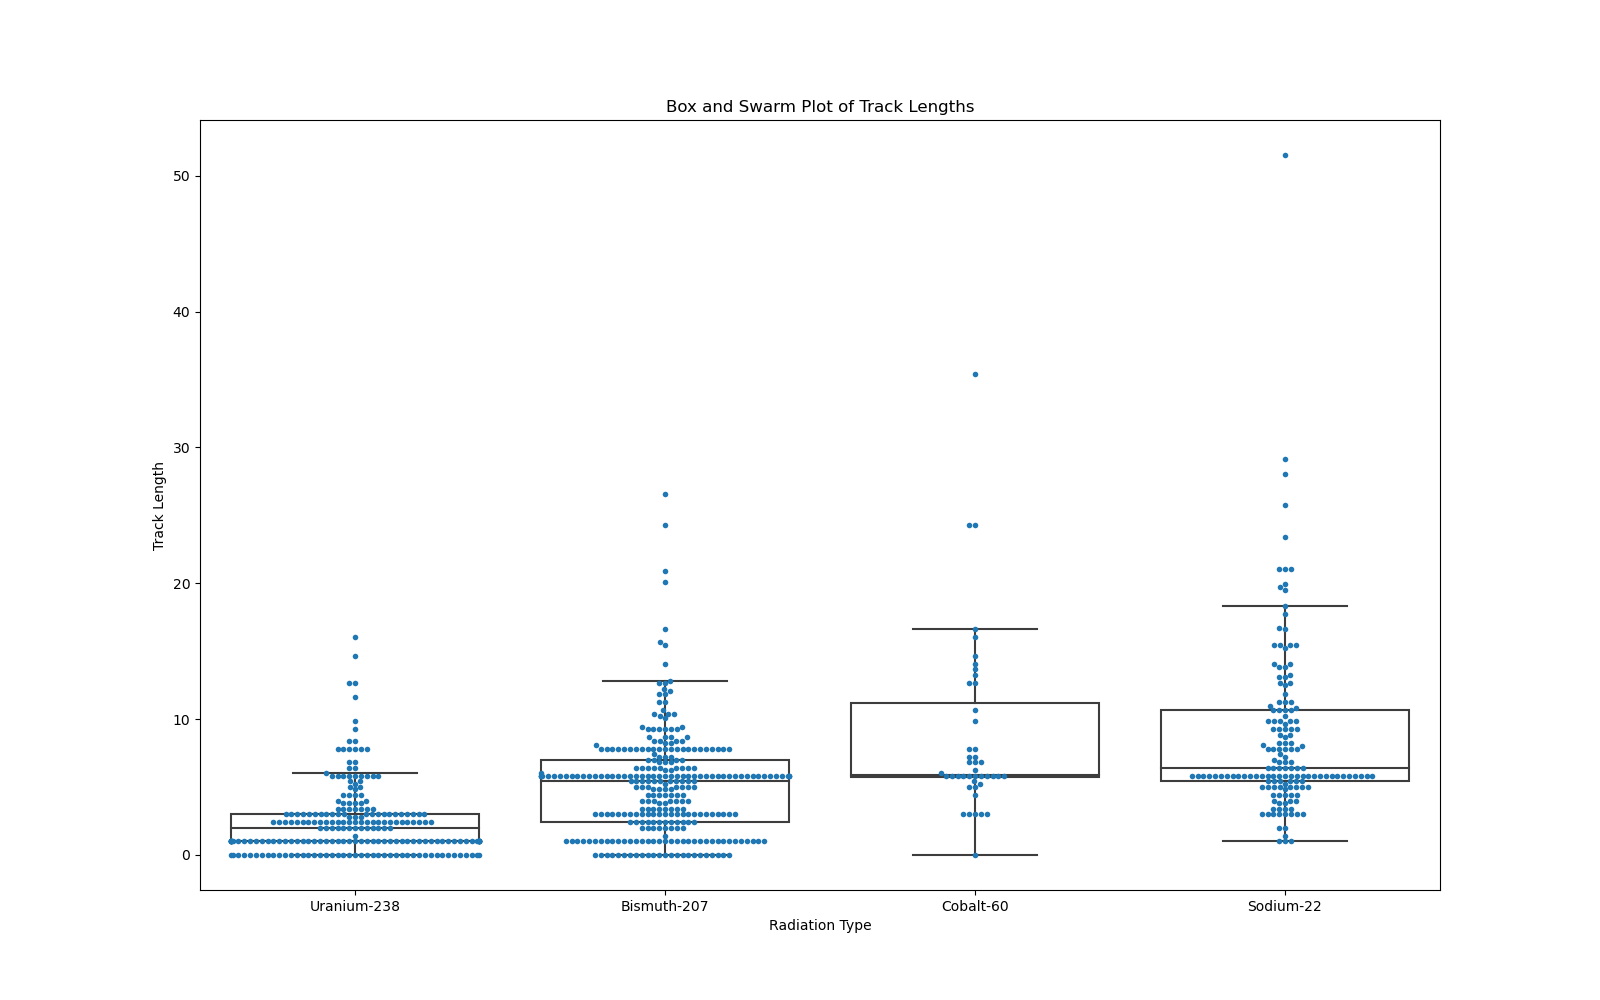 Box and Swarm Plot of Track Lengths
50
40
30
20
10
0
Track Length
Uranium-238
Bismuth-207
Cobalt-60
Sodium-22
Radiation Type